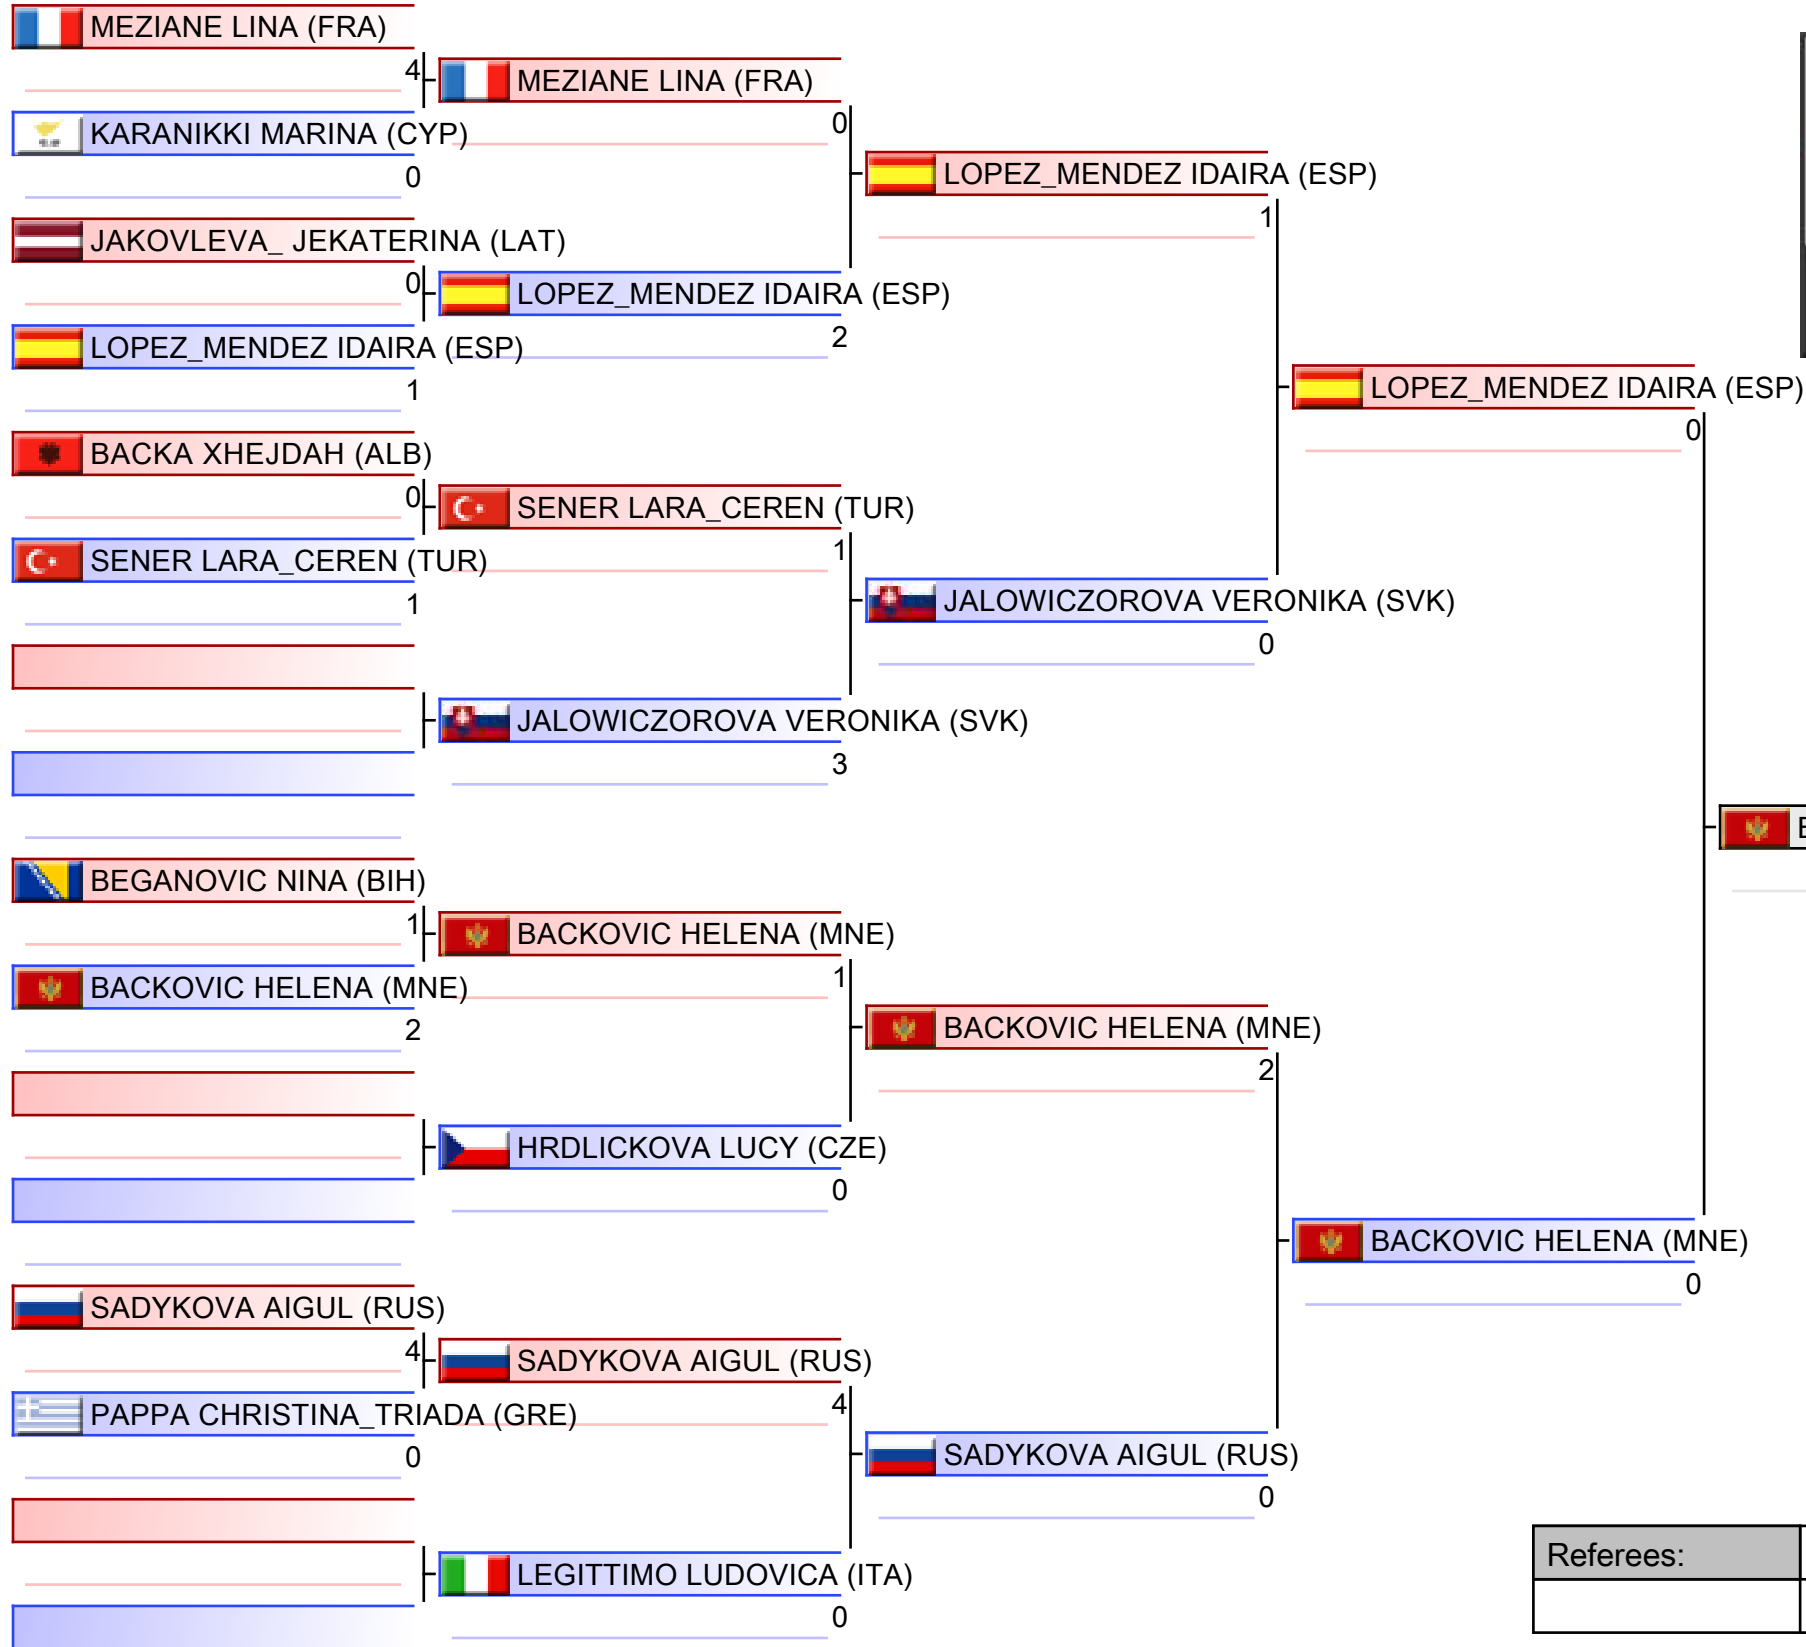 MEZIANE LINA (FRA)
4
KARANIKKI MARINA (CYP)
0
JAKOVLEVA_ JEKATERINA (LAT)
0
LOPEZ_MENDEZ IDAIRA (ESP)
1
BACKA XHEJDAH (ALB)
0
SENER LARA_CEREN (TUR)
1
BEGANOVIC NINA (BIH)
1
BACKOVIC HELENA (MNE)
2
SADYKOVA AIGUL (RUS)
4
PAPPA CHRISTINA_TRIADA (GRE)
0
MEZIANE LINA (FRA)
0
LOPEZ_MENDEZ IDAIRA (ESP)
2
SENER LARA_CEREN (TUR)
1
JALOWICZOROVA VERONIKA (SVK)
3
BACKOVIC HELENA (MNE)
1
HRDLICKOVA LUCY (CZE)
0
SADYKOVA AIGUL (RUS)
4
LEGITTIMO LUDOVICA (ITA)
0
LOPEZ_MENDEZ IDAIRA (ESP)
1
JALOWICZOROVA VERONIKA (SVK)
0
BACKOVIC HELENA (MNE)
2
SADYKOVA AIGUL (RUS)
0
LOPEZ_MENDEZ IDAIRA (ESP)
0
BACKOVIC HELENA (MNE)
0
Referees: